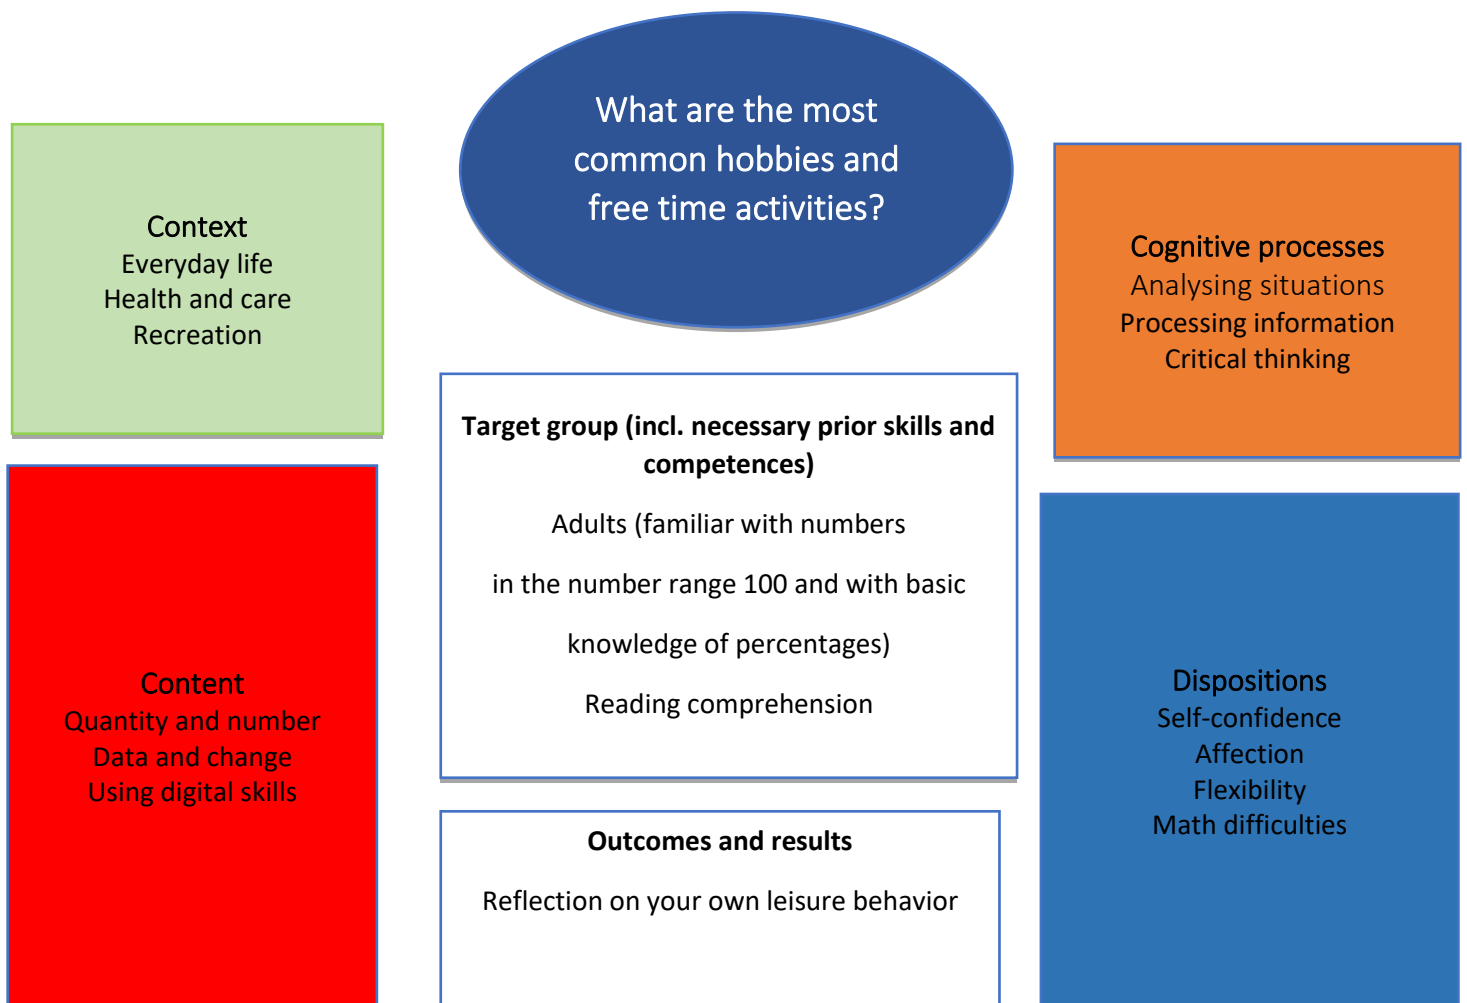 What are the most
common hobbies and
free time activities?
Context
Everyday life
Health and care
Recreation
Cognitive processes
Analysing situations
Processing information
Critical thinking
Target group (incl. necessary prior skills and
competences)
Adults (familiar with numbers
in the number range 100 and with basic
knowledge of percentages)
Reading comprehension
Content
Quantity and number
Data and change
Using digital skills
Dispositions
Self-confidence
Affection
Flexibility
Math difficulties
Outcomes and results
Reflection on your own leisure behavior